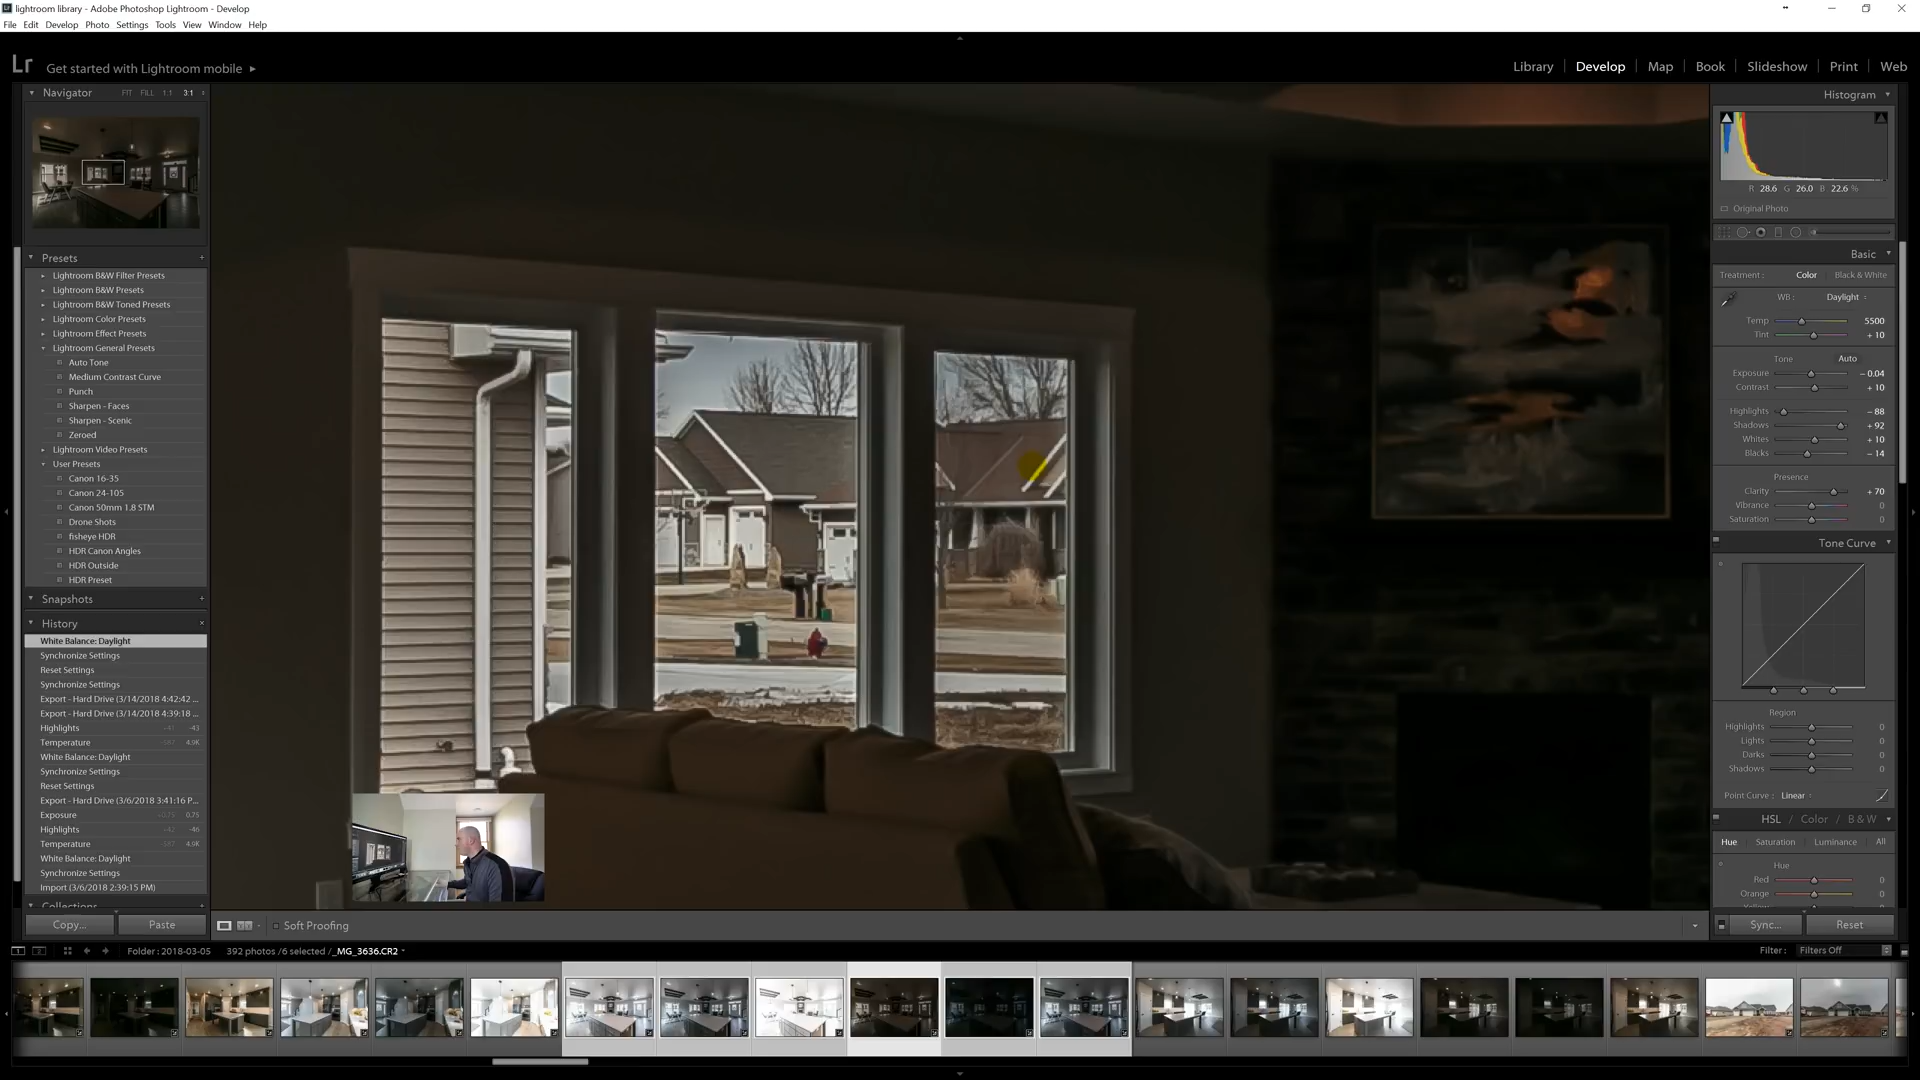 lightroom library - Adobe Photoshop Lightroom - Develop
File Edit Develop Photo Settings Tools View Window Help
Lr Get started with Lightroom mobile
Library Develop Map Book Slideshow Print Web
Navigator FIT FILL 1:1 3:1
Presets +
Lightroom B&W Filter Presets
Lightroom B&W Presets
Lightroom B&W Toned Presets
Lightroom Color Presets
Lightroom Effect Presets
Lightroom General Presets
Auto Tone
Medium Contrast Curve
Punch
Sharpen - Faces
Sharpen - Scenic
Zeroed
Lightroom Video Presets
User Presets
Canon 16-35
Canon 24-105
Canon 50mm 1.8 STM
Drone Shots
fisheye HDR
HDR Canon Angles
HDR Outside
HDR Preset
Snapshots +
History ×
White Balance: Daylight
Synchronize Settings
Reset Settings
Synchronize Settings
Export - Hard Drive (3/14/2018 4:42:42 ...
Export - Hard Drive (3/14/2018 4:39:18 ...
Highlights -43
Temperature 4.9K
White Balance: Daylight
Synchronize Settings
Reset Settings
Export - Hard Drive (3/6/2018 3:41:16 P...
Exposure 0.75
Highlights -46
Temperature 4.9K
White Balance: Daylight
Synchronize Settings
Import (3/6/2018 2:39:15 PM)
Collections
Copy... Paste
Soft Proofing
Histogram
R 28.6 G 26.0 B 22.6 %
Original Photo
Basic
Treatment : Color Black & White
WB : Daylight
Temp 5500
Tint + 10
Tone Auto
Exposure - 0.04
Contrast + 10
Highlights - 88
Shadows + 92
Whites + 10
Blacks - 14
Presence
Clarity + 70
Vibrance 0
Saturation 0
Tone Curve
Region
Highlights 0
Lights 0
Darks 0
Shadows 0
Point Curve : Linear
HSL / Color / B & W
Hue Saturation Luminance All
Hue
Red 0
Orange 0
Sync... Reset
1 2 Folder : 2018-03-05 392 photos /6 selected /_MG_3636.CR2
Filter : Filters Off